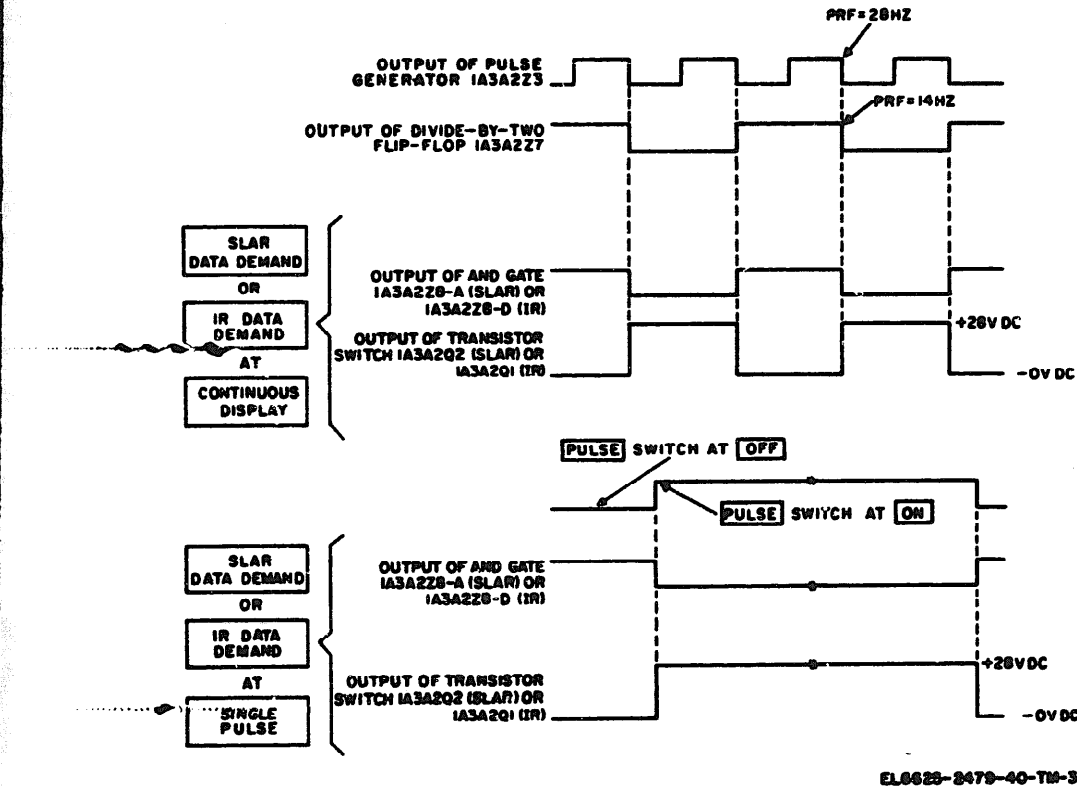 PRF=28HZ
OUTPUT OF PULSE
GENERATOR 1A3A2Z3
PRF=14HZ
OUTPUT OF DIVIDE-BY-TWO
FLIP-FLOP 1A3A2Z7
SLAR
DATA DEMAND
OR
IR DATA
DEMAND
AT
CONTINUOUS
DISPLAY
OUTPUT OF AND GATE
1A3A2Z8-A (SLAR) OR
1A3A2Z8-D (IR)
OUTPUT OF TRANSISTOR
SWITCH 1A3A2Q2 (SLAR) OR
1A3A2Q1 (IR)
+28V DC
-0V DC
PULSE SWITCH AT OFF
PULSE SWITCH AT ON
SLAR
DATA DEMAND
OR
IR DATA
DEMAND
AT
SINGLE
PULSE
OUTPUT OF AND GATE
1A3A2Z8-A (SLAR) OR
1A3A2Z8-D (IR)
OUTPUT OF TRANSISTOR
SWITCH 1A3A2Q2 (SLAR) OR
1A3A2Q1 (IR)
+28V DC
-0V DC
EL6625-2479-40-TM-3